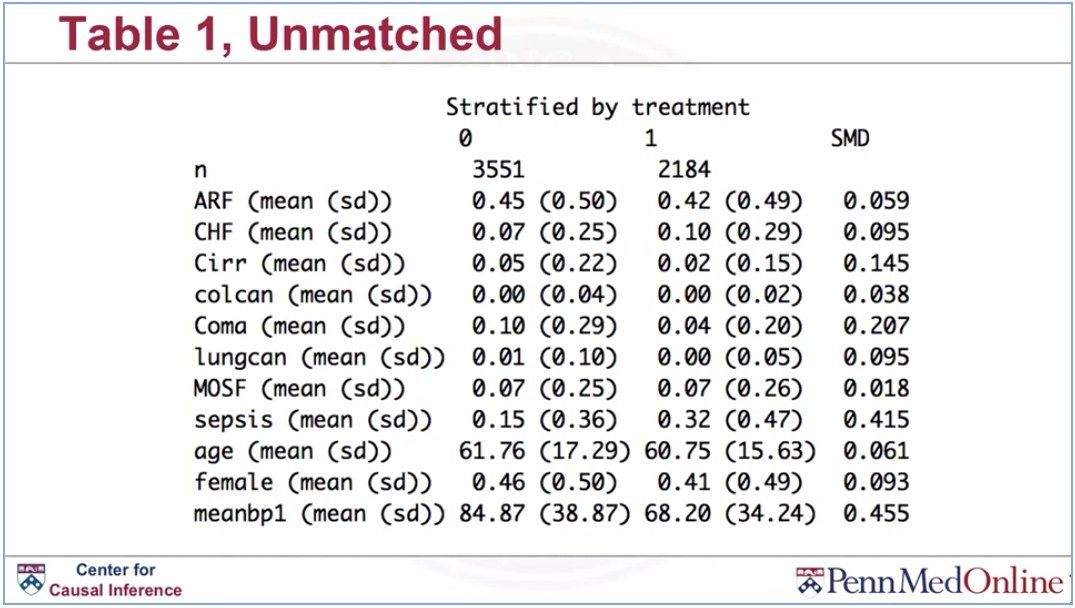 Table 1, Unmatched
Stratified by treatment
0 1 SMD
n 3551 2184
ARF (mean (sd)) 0.45 (0.50) 0.42 (0.49) 0.059
CHF (mean (sd)) 0.07 (0.25) 0.10 (0.29) 0.095
Cirr (mean (sd)) 0.05 (0.22) 0.02 (0.15) 0.145
colcan (mean (sd)) 0.00 (0.04) 0.00 (0.02) 0.038
Coma (mean (sd)) 0.10 (0.29) 0.04 (0.20) 0.207
lungcan (mean (sd)) 0.01 (0.10) 0.00 (0.05) 0.095
MOSF (mean (sd)) 0.07 (0.25) 0.07 (0.26) 0.018
sepsis (mean (sd)) 0.15 (0.36) 0.32 (0.47) 0.415
age (mean (sd)) 61.76 (17.29) 60.75 (15.63) 0.061
female (mean (sd)) 0.46 (0.50) 0.41 (0.49) 0.093
meanbp1 (mean (sd)) 84.87 (38.87) 68.20 (34.24) 0.455
Center for
Causal Inference
PennMedOnline